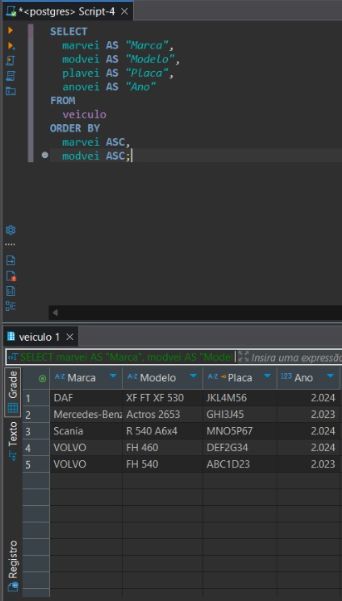 *<postgres> Script-4 ×
SELECT
marvei AS "Marca",
modvei AS "Modelo",
plavei AS "Placa",
anovei AS "Ano"
FROM
veiculo
ORDER BY
marvei ASC,
modvei ASC;
veiculo 1 ×
SELECT marvei AS "Marca", modvei AS "Model Insira uma expressão
Grade
Texto
Registro
A-Z Marca A-Z Modelo A-Z Placa 123 Ano
1 DAF XF FT XF 530 JKL4M56 2.024
2 Mercedes-Benz Actros 2653 GHI3J45 2.023
3 Scania R 540 A6x4 MNO5P67 2.024
4 VOLVO FH 460 DEF2G34 2.024
5 VOLVO FH 540 ABC1D23 2.023